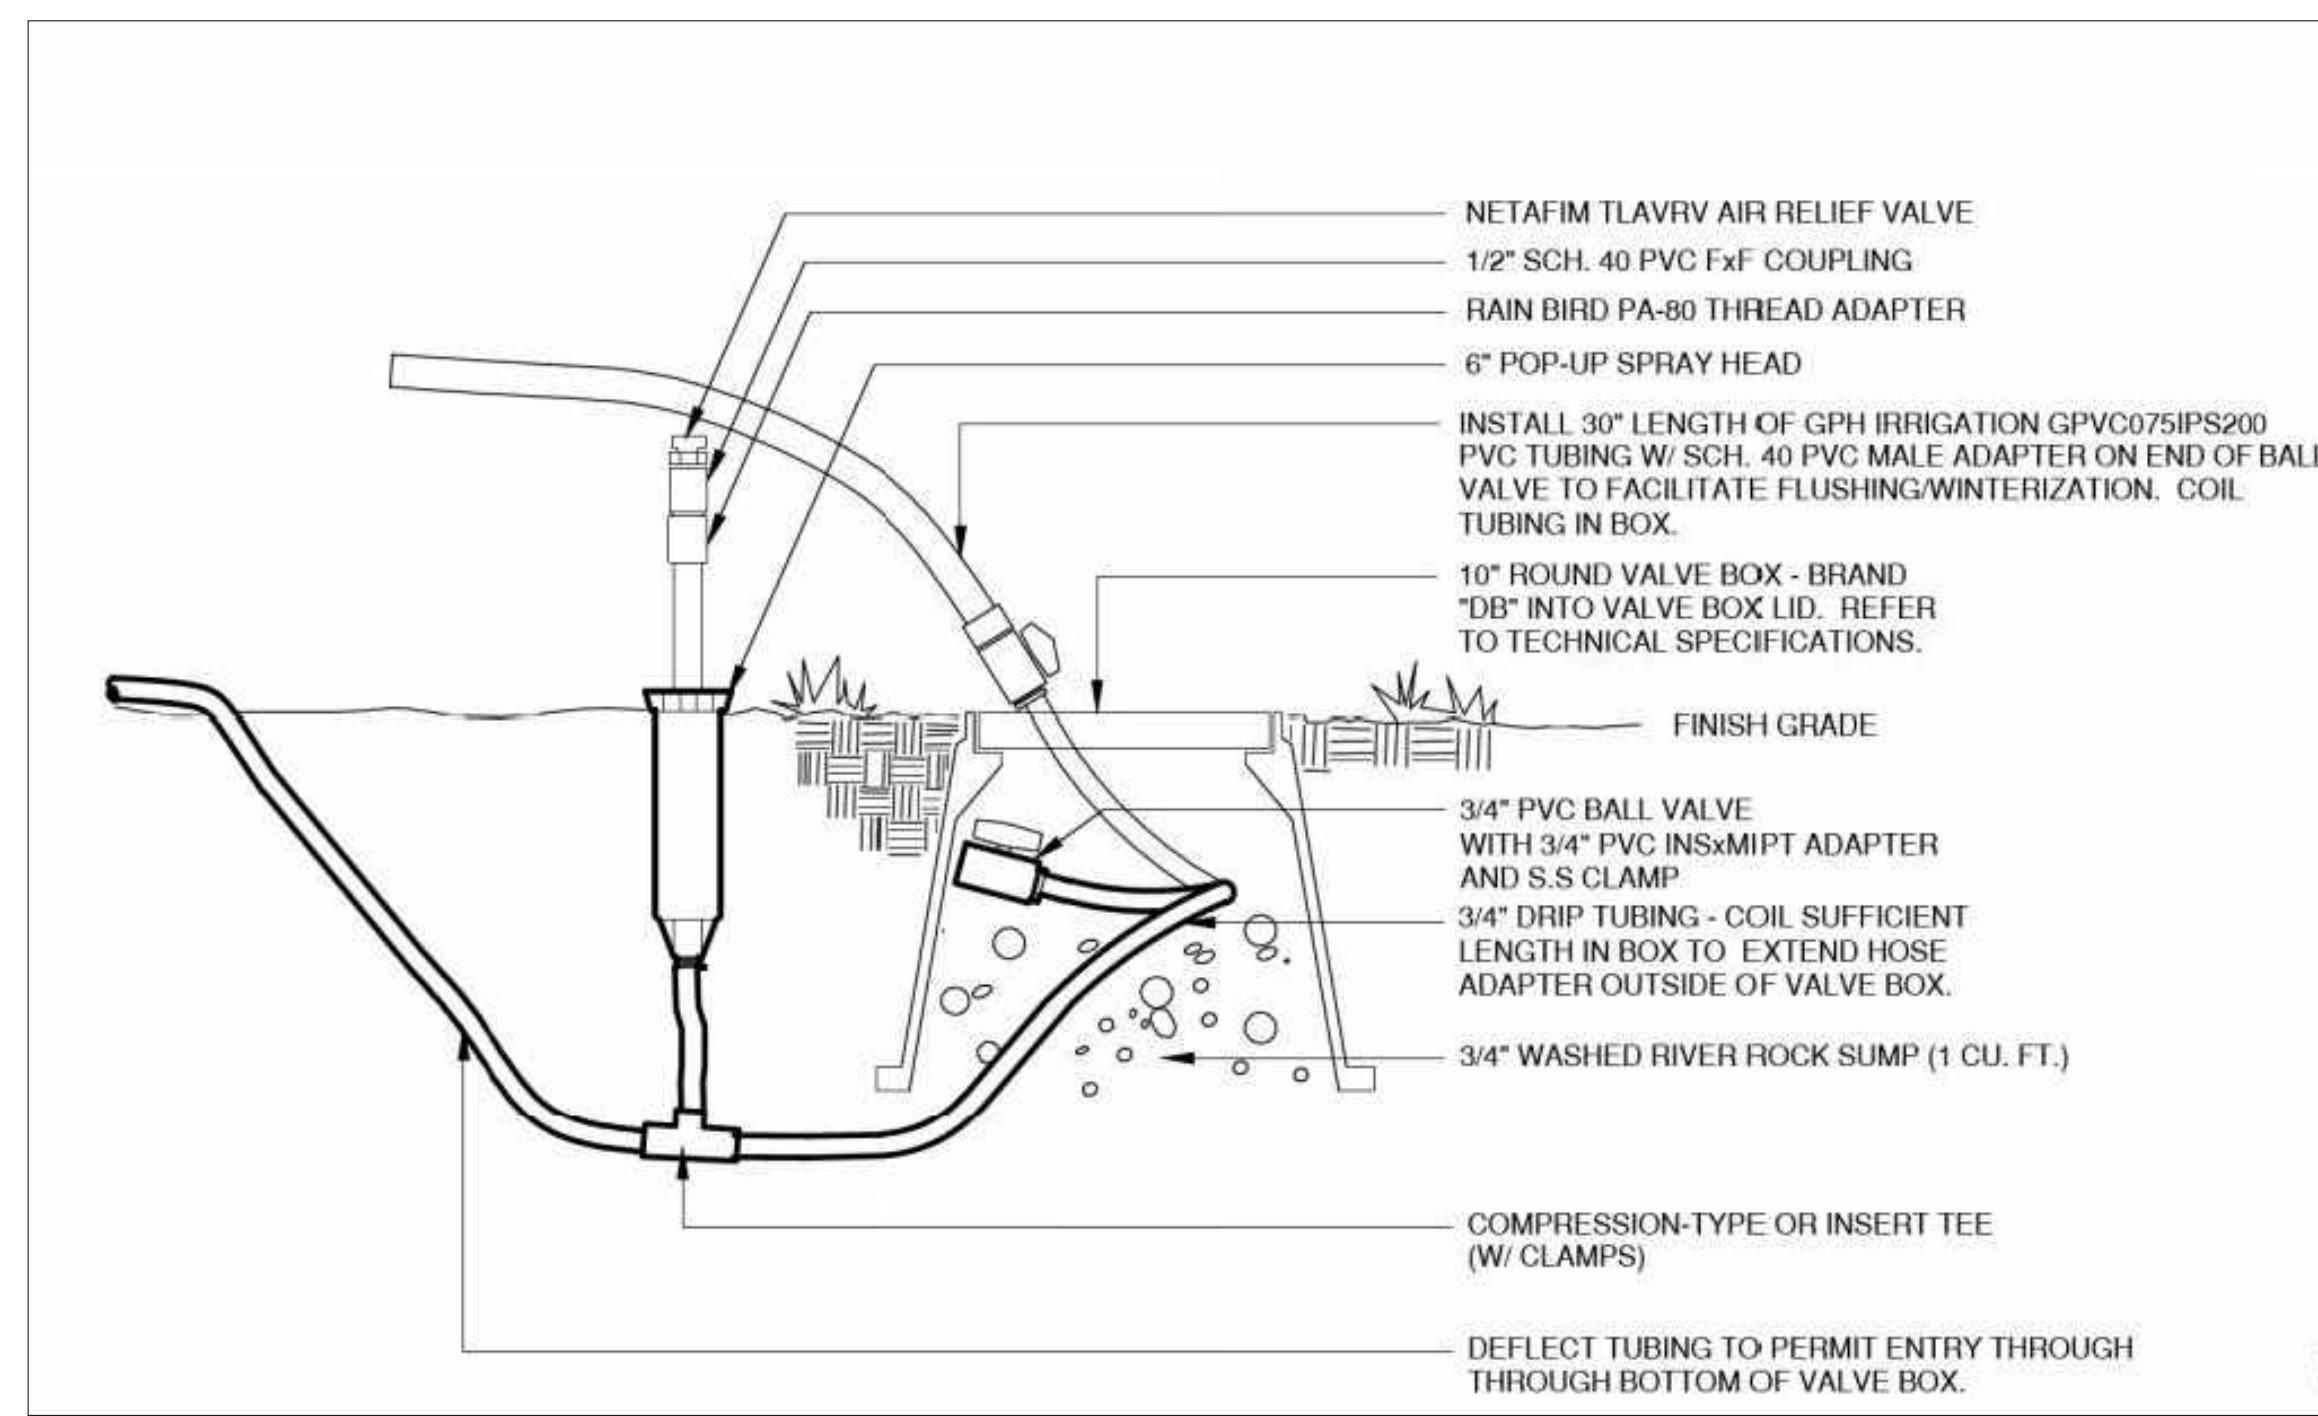 NETAFIM TLAVRV AIR RELIEF VALVE
1/2" SCH. 40 PVC FxF COUPLING
RAIN BIRD PA-80 THREAD ADAPTER
6" POP-UP SPRAY HEAD
INSTALL 30" LENGTH OF GPH IRRIGATION GPVC075IPS200
PVC TUBING W/ SCH. 40 PVC MALE ADAPTER ON END OF BALL
VALVE TO FACILITATE FLUSHING/WINTERIZATION. COIL
TUBING IN BOX.
10" ROUND VALVE BOX - BRAND
"DB" INTO VALVE BOX LID. REFER
TO TECHNICAL SPECIFICATIONS.
FINISH GRADE
3/4" PVC BALL VALVE
WITH 3/4" PVC INSxMIPT ADAPTER
AND S.S CLAMP
3/4" DRIP TUBING - COIL SUFFICIENT
LENGTH IN BOX TO EXTEND HOSE
ADAPTER OUTSIDE OF VALVE BOX.
3/4" WASHED RIVER ROCK SUMP (1 CU. FT.)
COMPRESSION-TYPE OR INSERT TEE
(W/ CLAMPS)
DEFLECT TUBING TO PERMIT ENTRY THROUGH
THROUGH BOTTOM OF VALVE BOX.